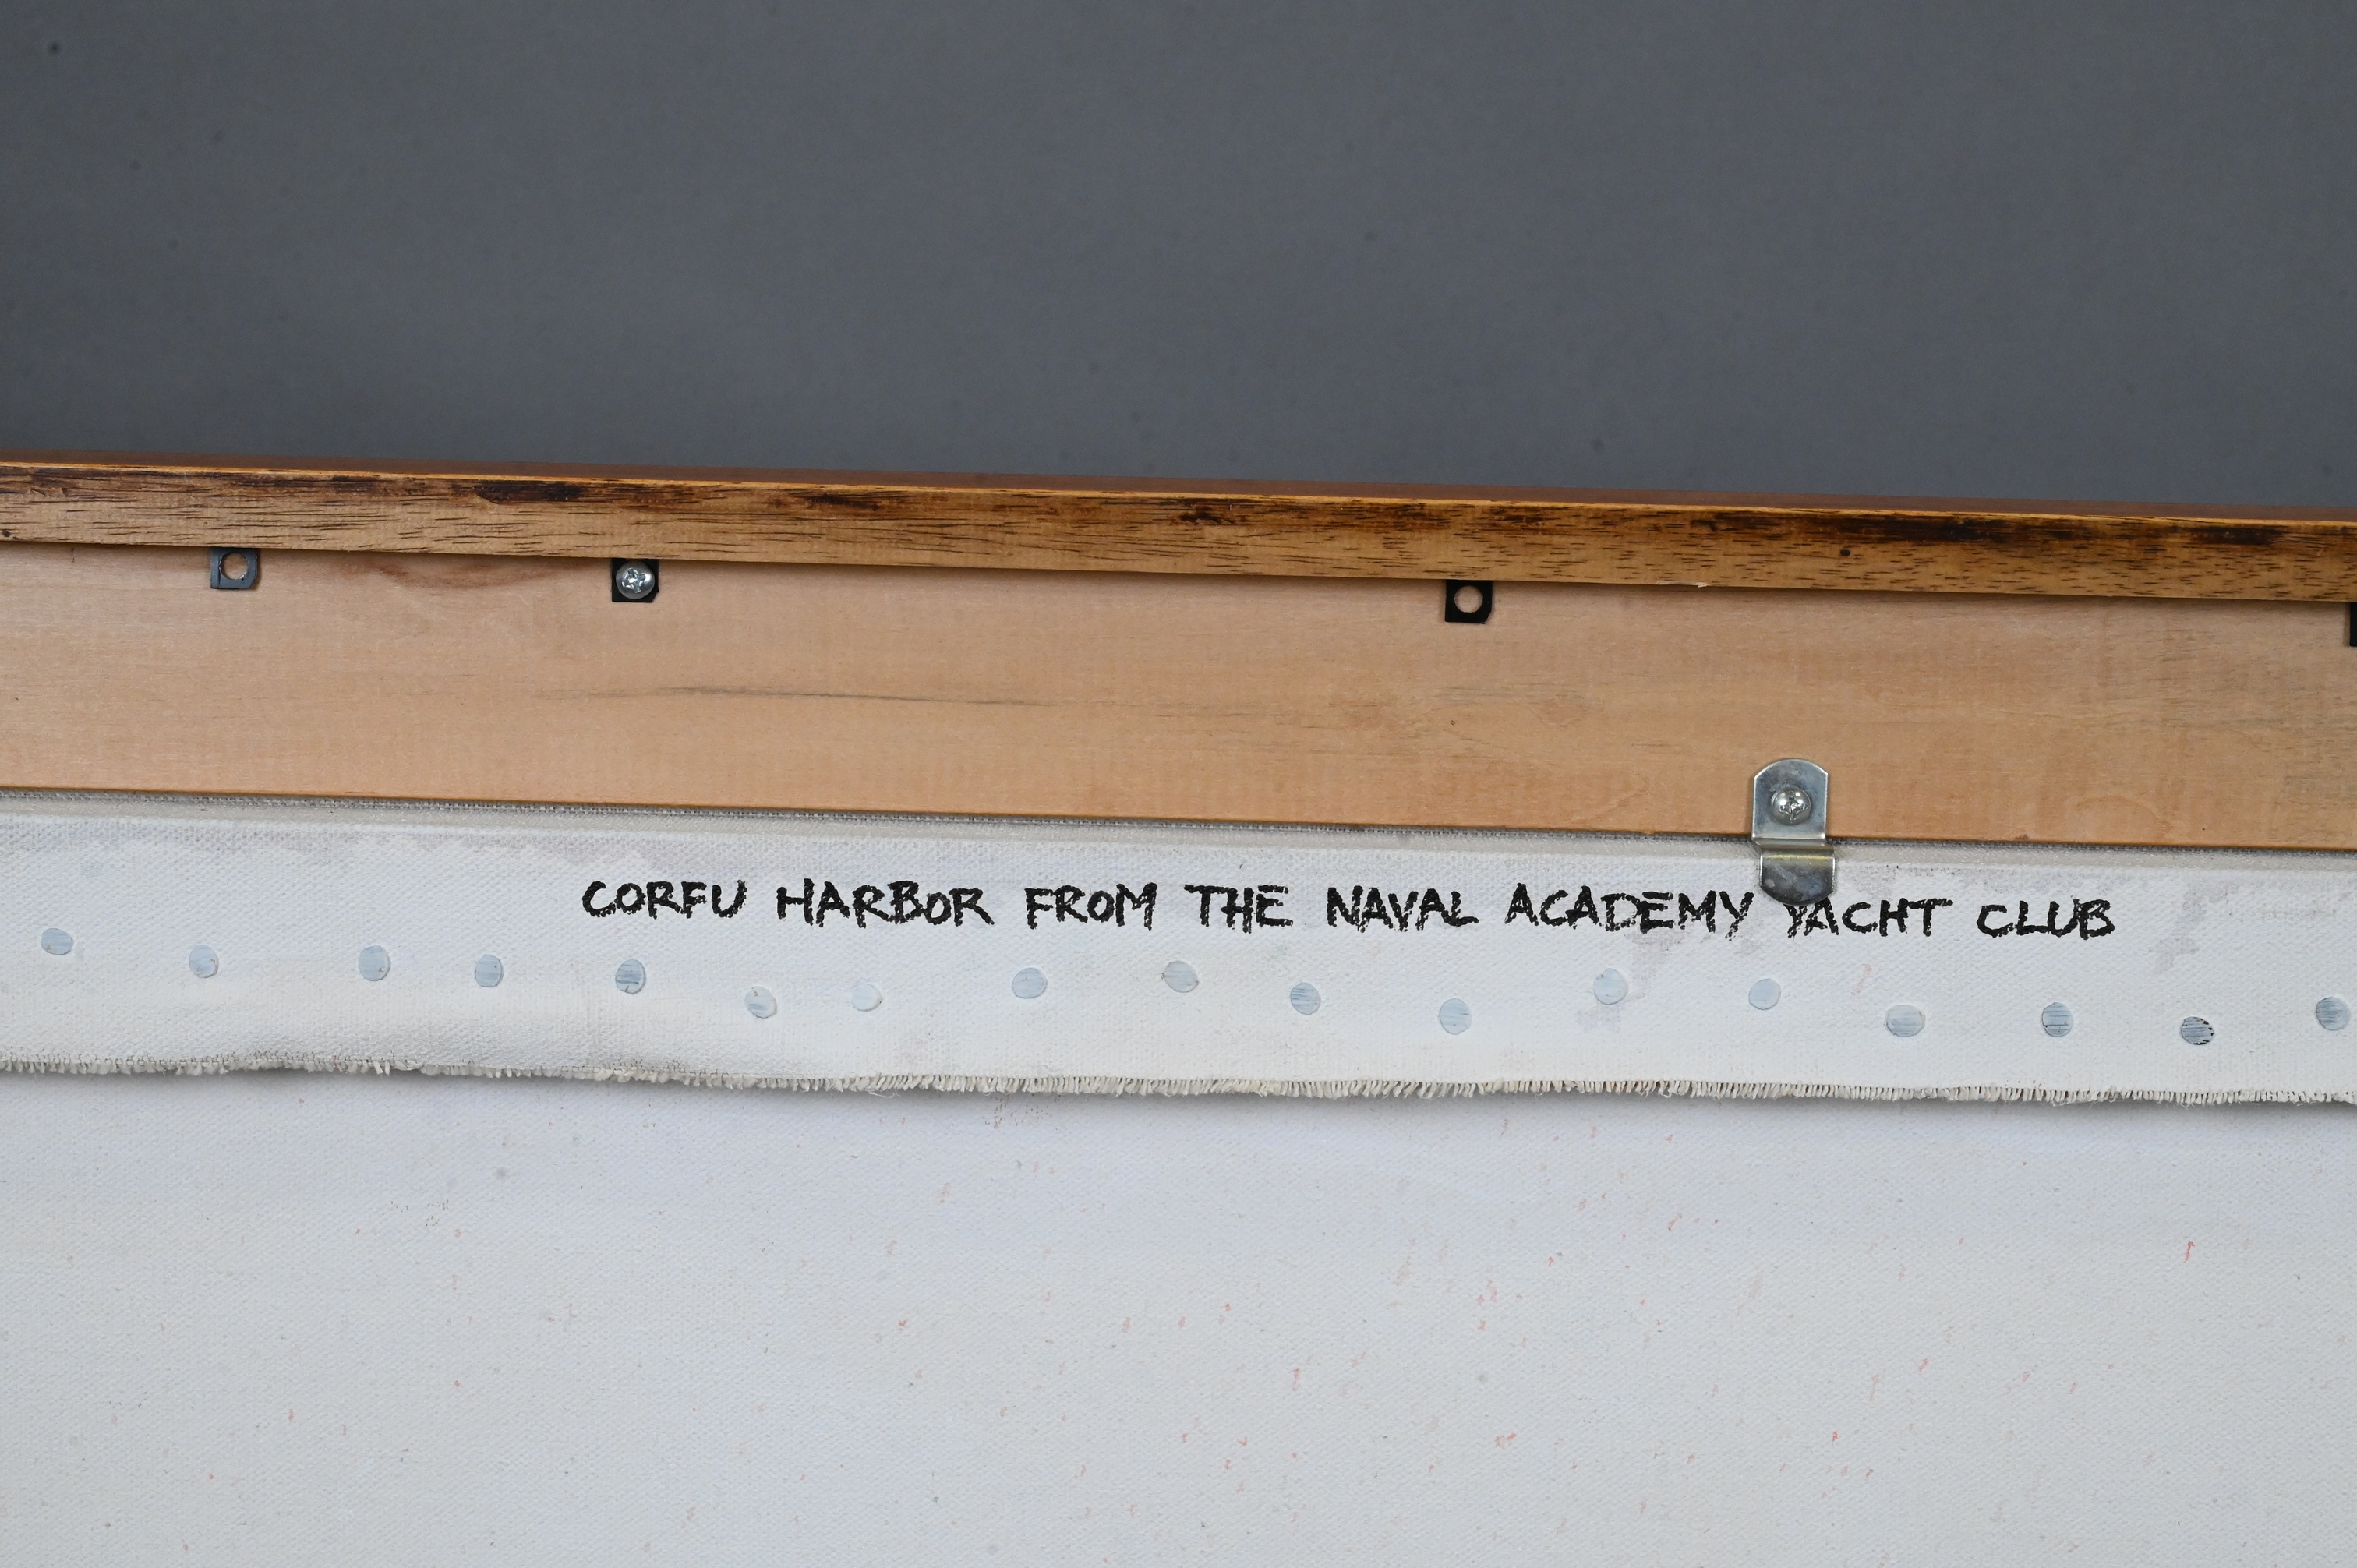 CORFU HARBOR FROM THE NAVAL ACADEMY YACHT CLUB